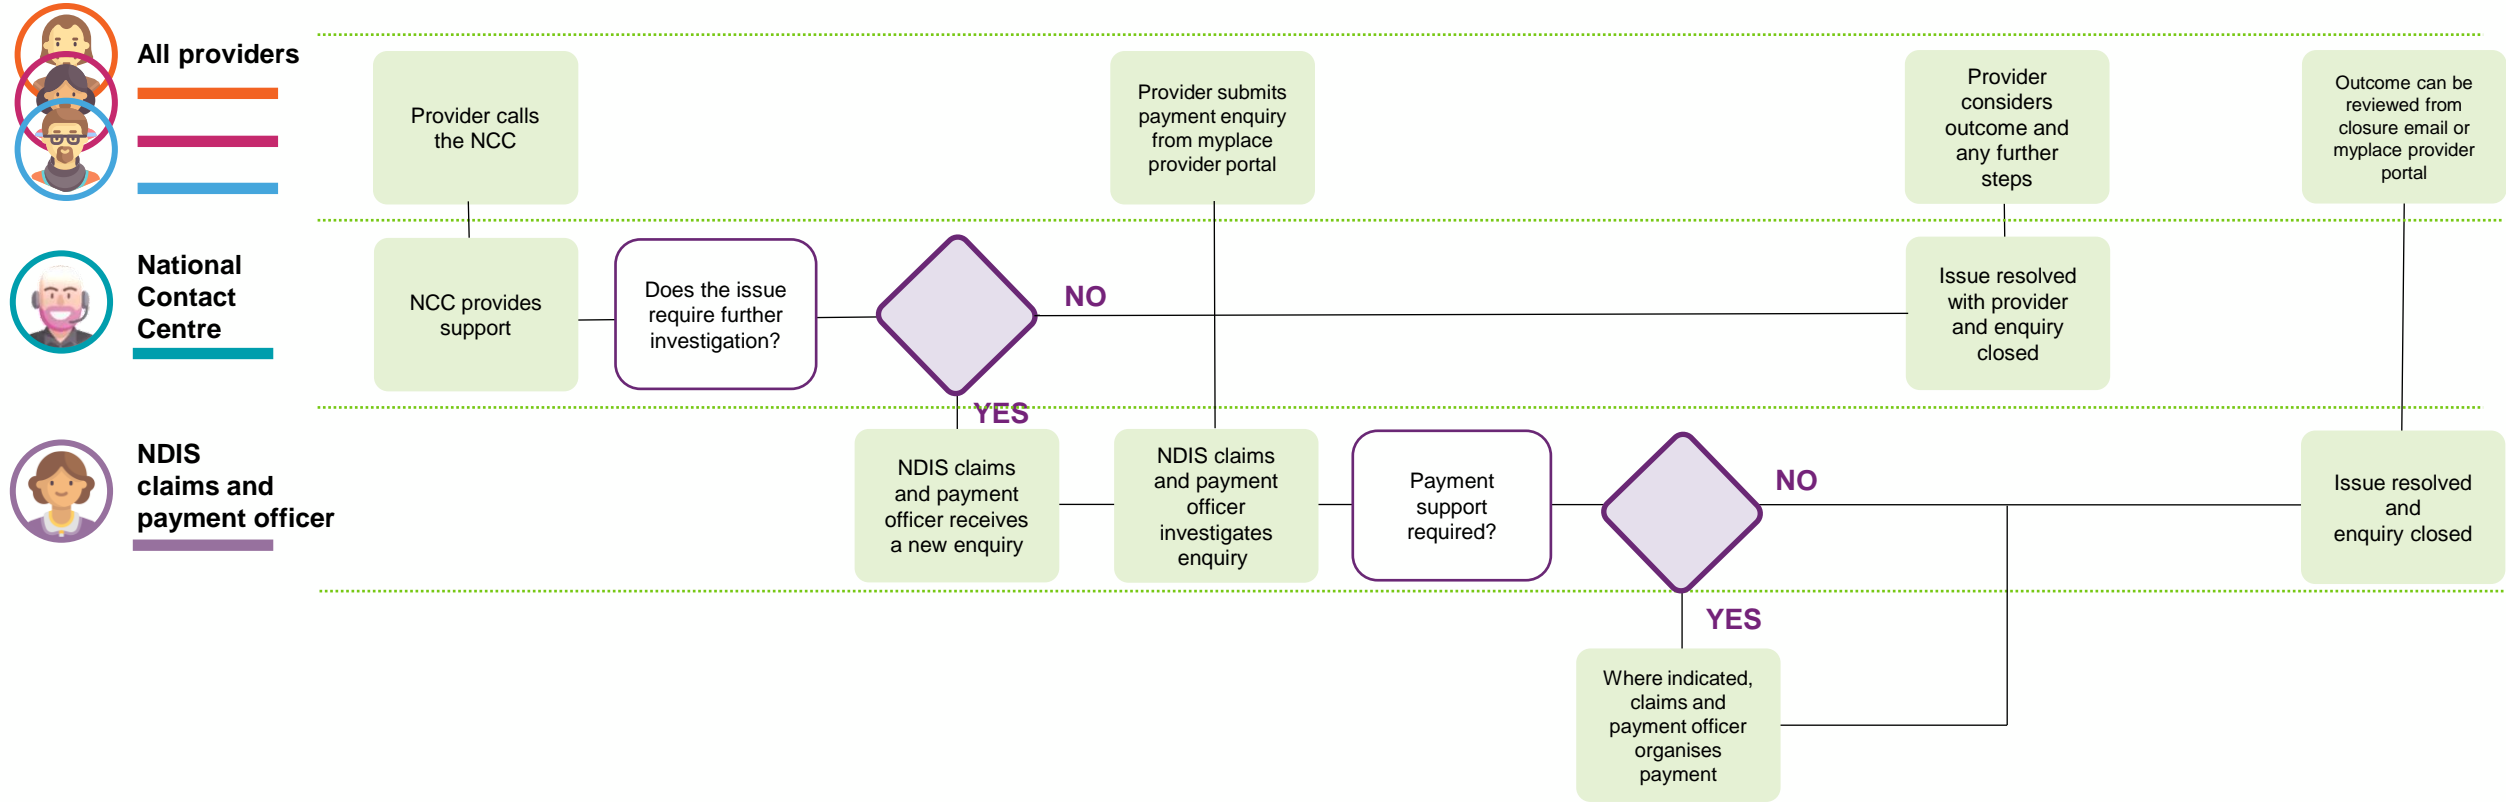 All providers
Provider calls
the NCC
Provider submits
payment enquiry
from myplace
provider portal
Provider
considers
outcome and
any further
steps
Outcome can be
reviewed from
closure email or
myplace provider
portal
National
Contact
Centre
NCC provides
support
Does the issue
require further
investigation?
NO
YES
Issue resolved
with provider
and enquiry
closed
NDIS
claims and
payment officer
NDIS claims
and payment
officer receives
a new enquiry
NDIS claims
and payment
officer
investigates
enquiry
Payment
support
required?
NO
YES
Issue resolved
and
enquiry closed
Where indicated,
claims and
payment officer
organises
payment